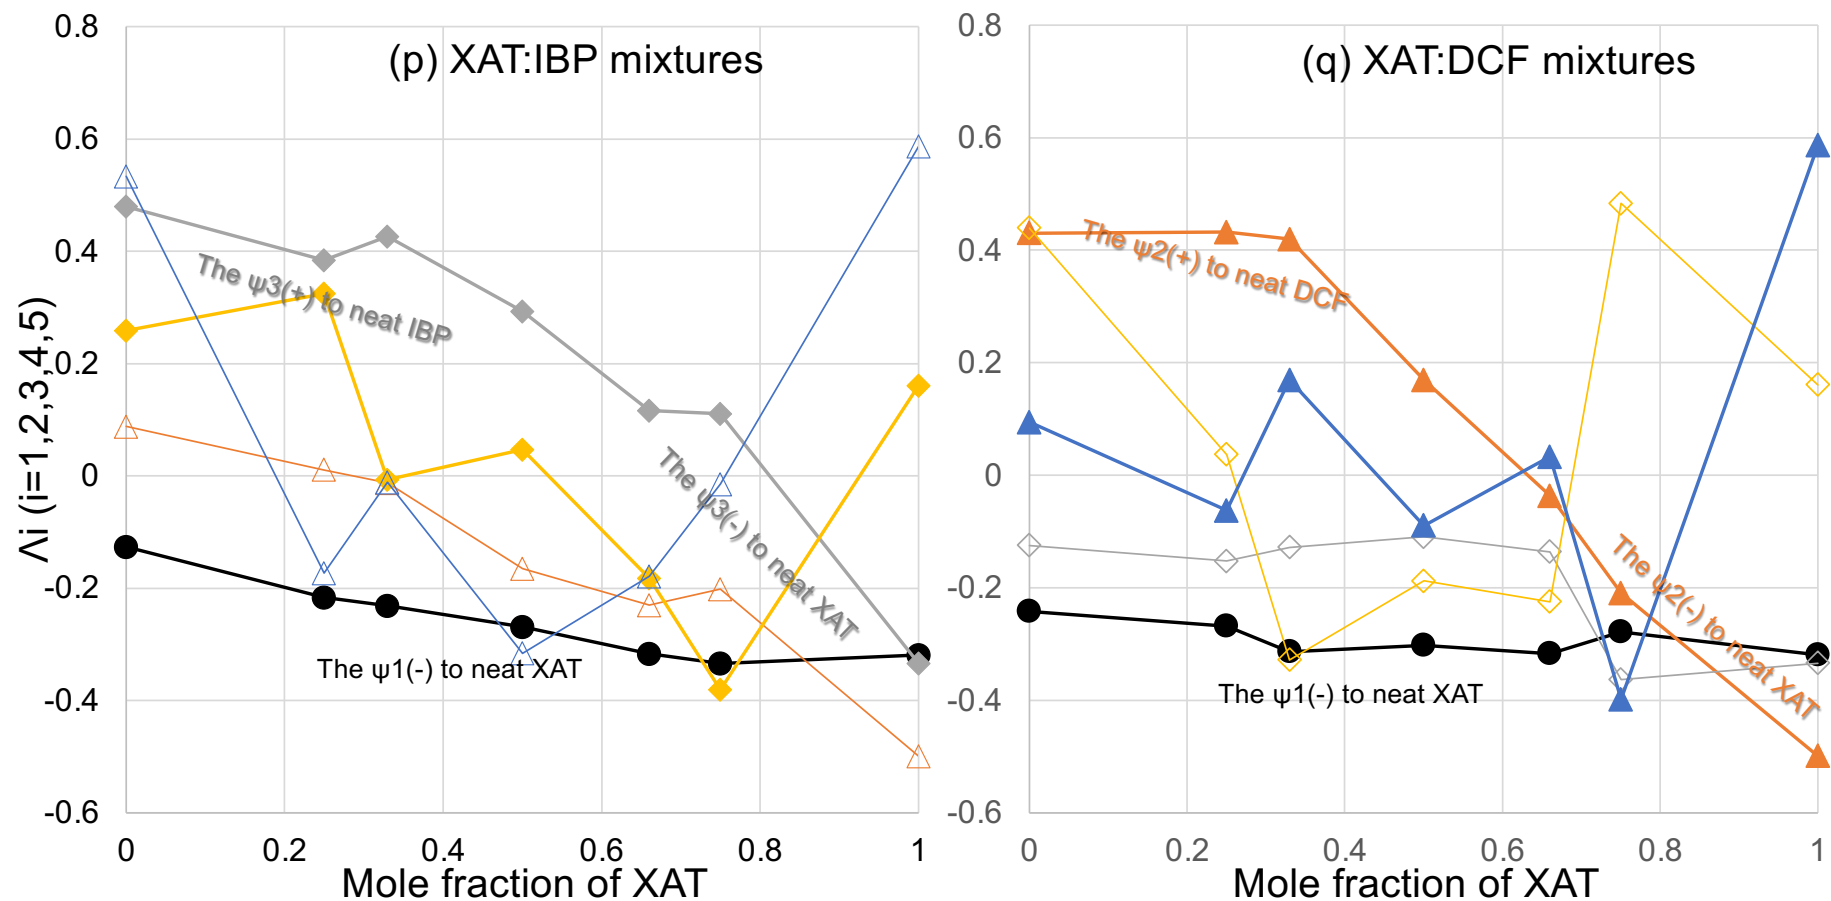 (p) XAT:IBP mixtures
0.8
0.6
0.4
0.2
0
-0.2
-0.4
-0.6
Λi (i=1,2,3,4,5)
The ψ3(+) to neat IBP
The ψ3(-) to neat XAT
The ψ1(-) to neat XAT
0 0.2 0.4 0.6 0.8 1
Mole fraction of XAT
(q) XAT:DCF mixtures
0.8
0.6
0.4
0.2
0
-0.2
-0.4
-0.6
The ψ2(+) to neat DCF
The ψ2(-) to neat XAT
The ψ1(-) to neat XAT
0 0.2 0.4 0.6 0.8 1
Mole fraction of XAT